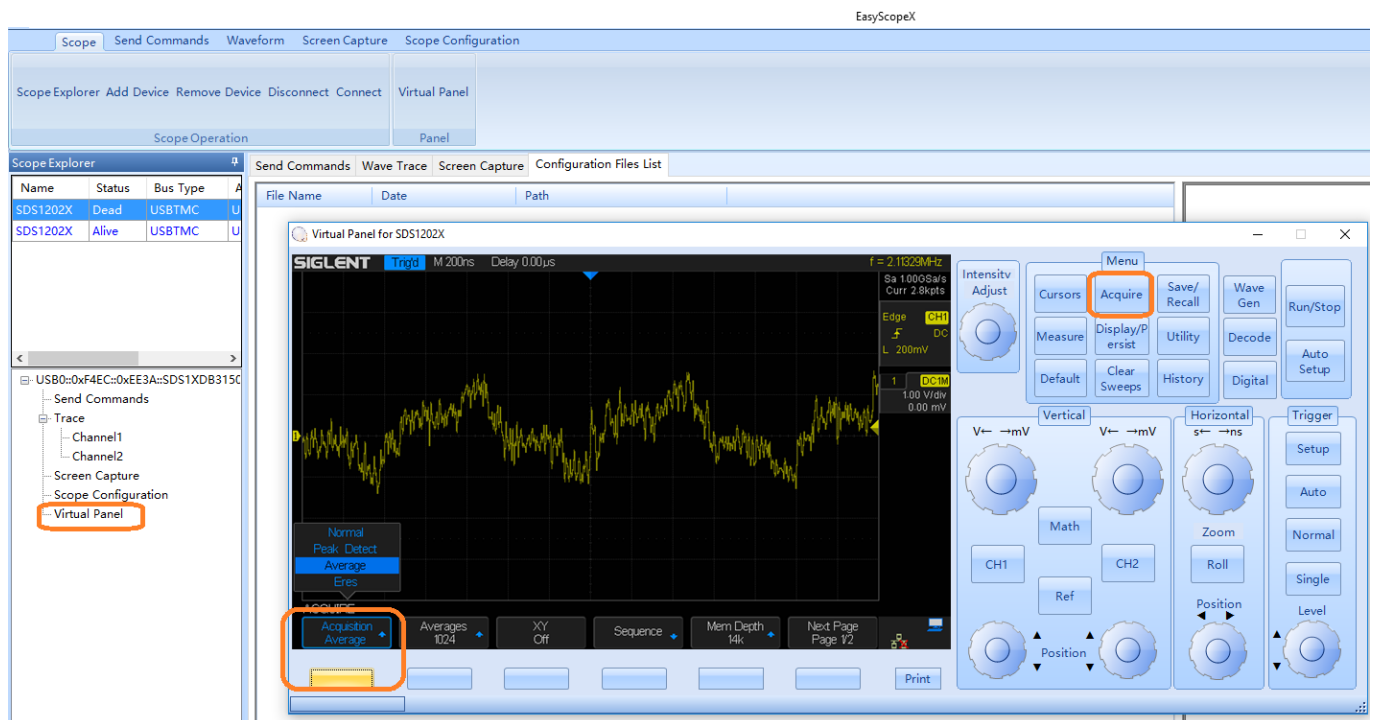 EasyScopeX
Scope Send Commands Waveform Screen Capture Scope Configuration
Scope Explorer Add Device Remove Device Disconnect Connect Virtual Panel
Scope Operation Panel
Scope Explorer
Name Status Bus Type A
SDS1202X Dead USBTMC U
SDS1202X Alive USBTMC U
USB0::0xF4EC::0xEE3A::SDS1XDB315C
Send Commands
Trace
Channel1
Channel2
Screen Capture
Scope Configuration
Virtual Panel
Send Commands Wave Trace Screen Capture Configuration Files List
File Name Date Path
Virtual Panel for SDS1202X
SIGLENT Trig'd M 200ns Delay 0.00µs f = 2.11329MHz
Sa 1.00GSa/s
Curr 2.8kpts
Edge CH1
DC
L 200mV
1 DC1M
1.00 V/div
0.00 mV
Normal
Peak Detect
Average
Eres
ACQUIRE
Acquisition
Average
Averages
1024
XY
Off
Sequence
Mem Depth
14k
Next Page
Page 1/2
Print
Intensity
Adjust
Menu
Cursors
Acquire
Save/
Recall
Measure
Display/P
ersist
Utility
Default
Clear
Sweeps
History
Wave
Gen
Decode
Digital
Run/Stop
Auto
Setup
Vertical
V← →mV V← →mV
Math
CH1
CH2
Ref
Position
Horizontal
s← →ns
Zoom
Roll
Position
Trigger
Setup
Auto
Normal
Single
Level